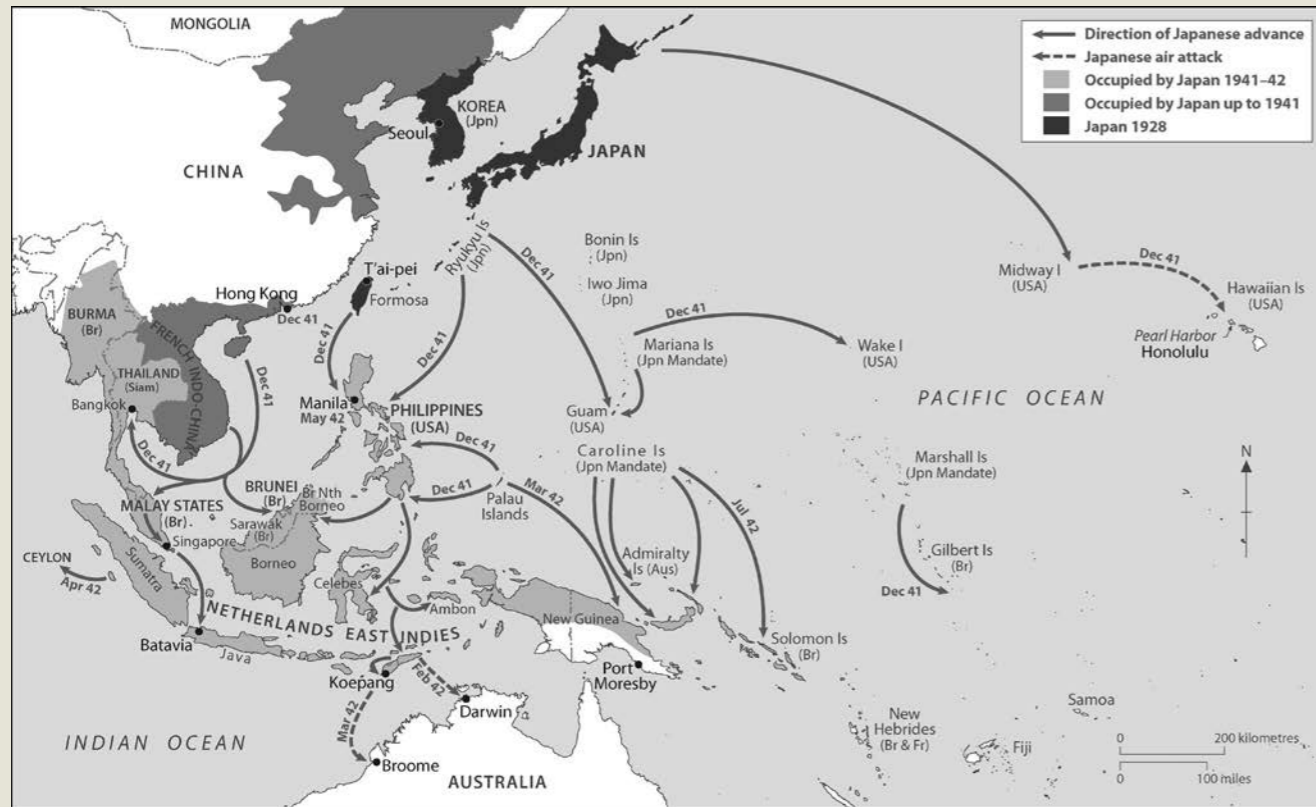 MONGOLIA
Direction of Japanese advance
Japanese air attack
Occupied by Japan 1941–42
Occupied by Japan up to 1941
Japan 1928
KOREA
(Jpn)
Seoul
JAPAN
CHINA
Ryukyu Is
(Jpn)
Dec 41
Bonin Is
(Jpn)
Iwo Jima
(Jpn)
Midway I
(USA)
Dec 41
Hawaiian Is
(USA)
Pearl Harbor
Honolulu
T'ai-pei
Formosa
Hong Kong
Dec 41
BURMA
(Br)
FRENCH INDO-CHINA
THAILAND
(Siam)
Bangkok
Dec 41
Dec 41
Dec 41
Dec 41
Mariana Is
(Jpn Mandate)
Wake I
(USA)
Manila
May 42
PHILIPPINES
(USA)
Guam
(USA)
PACIFIC OCEAN
Dec 41
Dec 41
Caroline Is
(Jpn Mandate)
Marshall Is
(Jpn Mandate)
N
Dec 41
Mar 42
Palau
Islands
Jul 42
BRUNEI
(Br)
Br Nth
Borneo
MALAY STATES
(Br)
Sarawak
(Br)
Singapore
Borneo
CEYLON
Apr 42
Sumatra
Celebes
Admiralty
Is (Aus)
Gilbert Is
(Br)
Dec 41
NETHERLANDS EAST INDIES
Ambon
New Guinea
Batavia
Java
Solomon Is
(Br)
Koepang
Feb 42
Port
Moresby
Mar 42
Darwin
Samoa
New
Hebrides
(Br & Fr)
Fiji
0 200 kilometres
0 100 miles
INDIAN OCEAN
Broome
AUSTRALIA